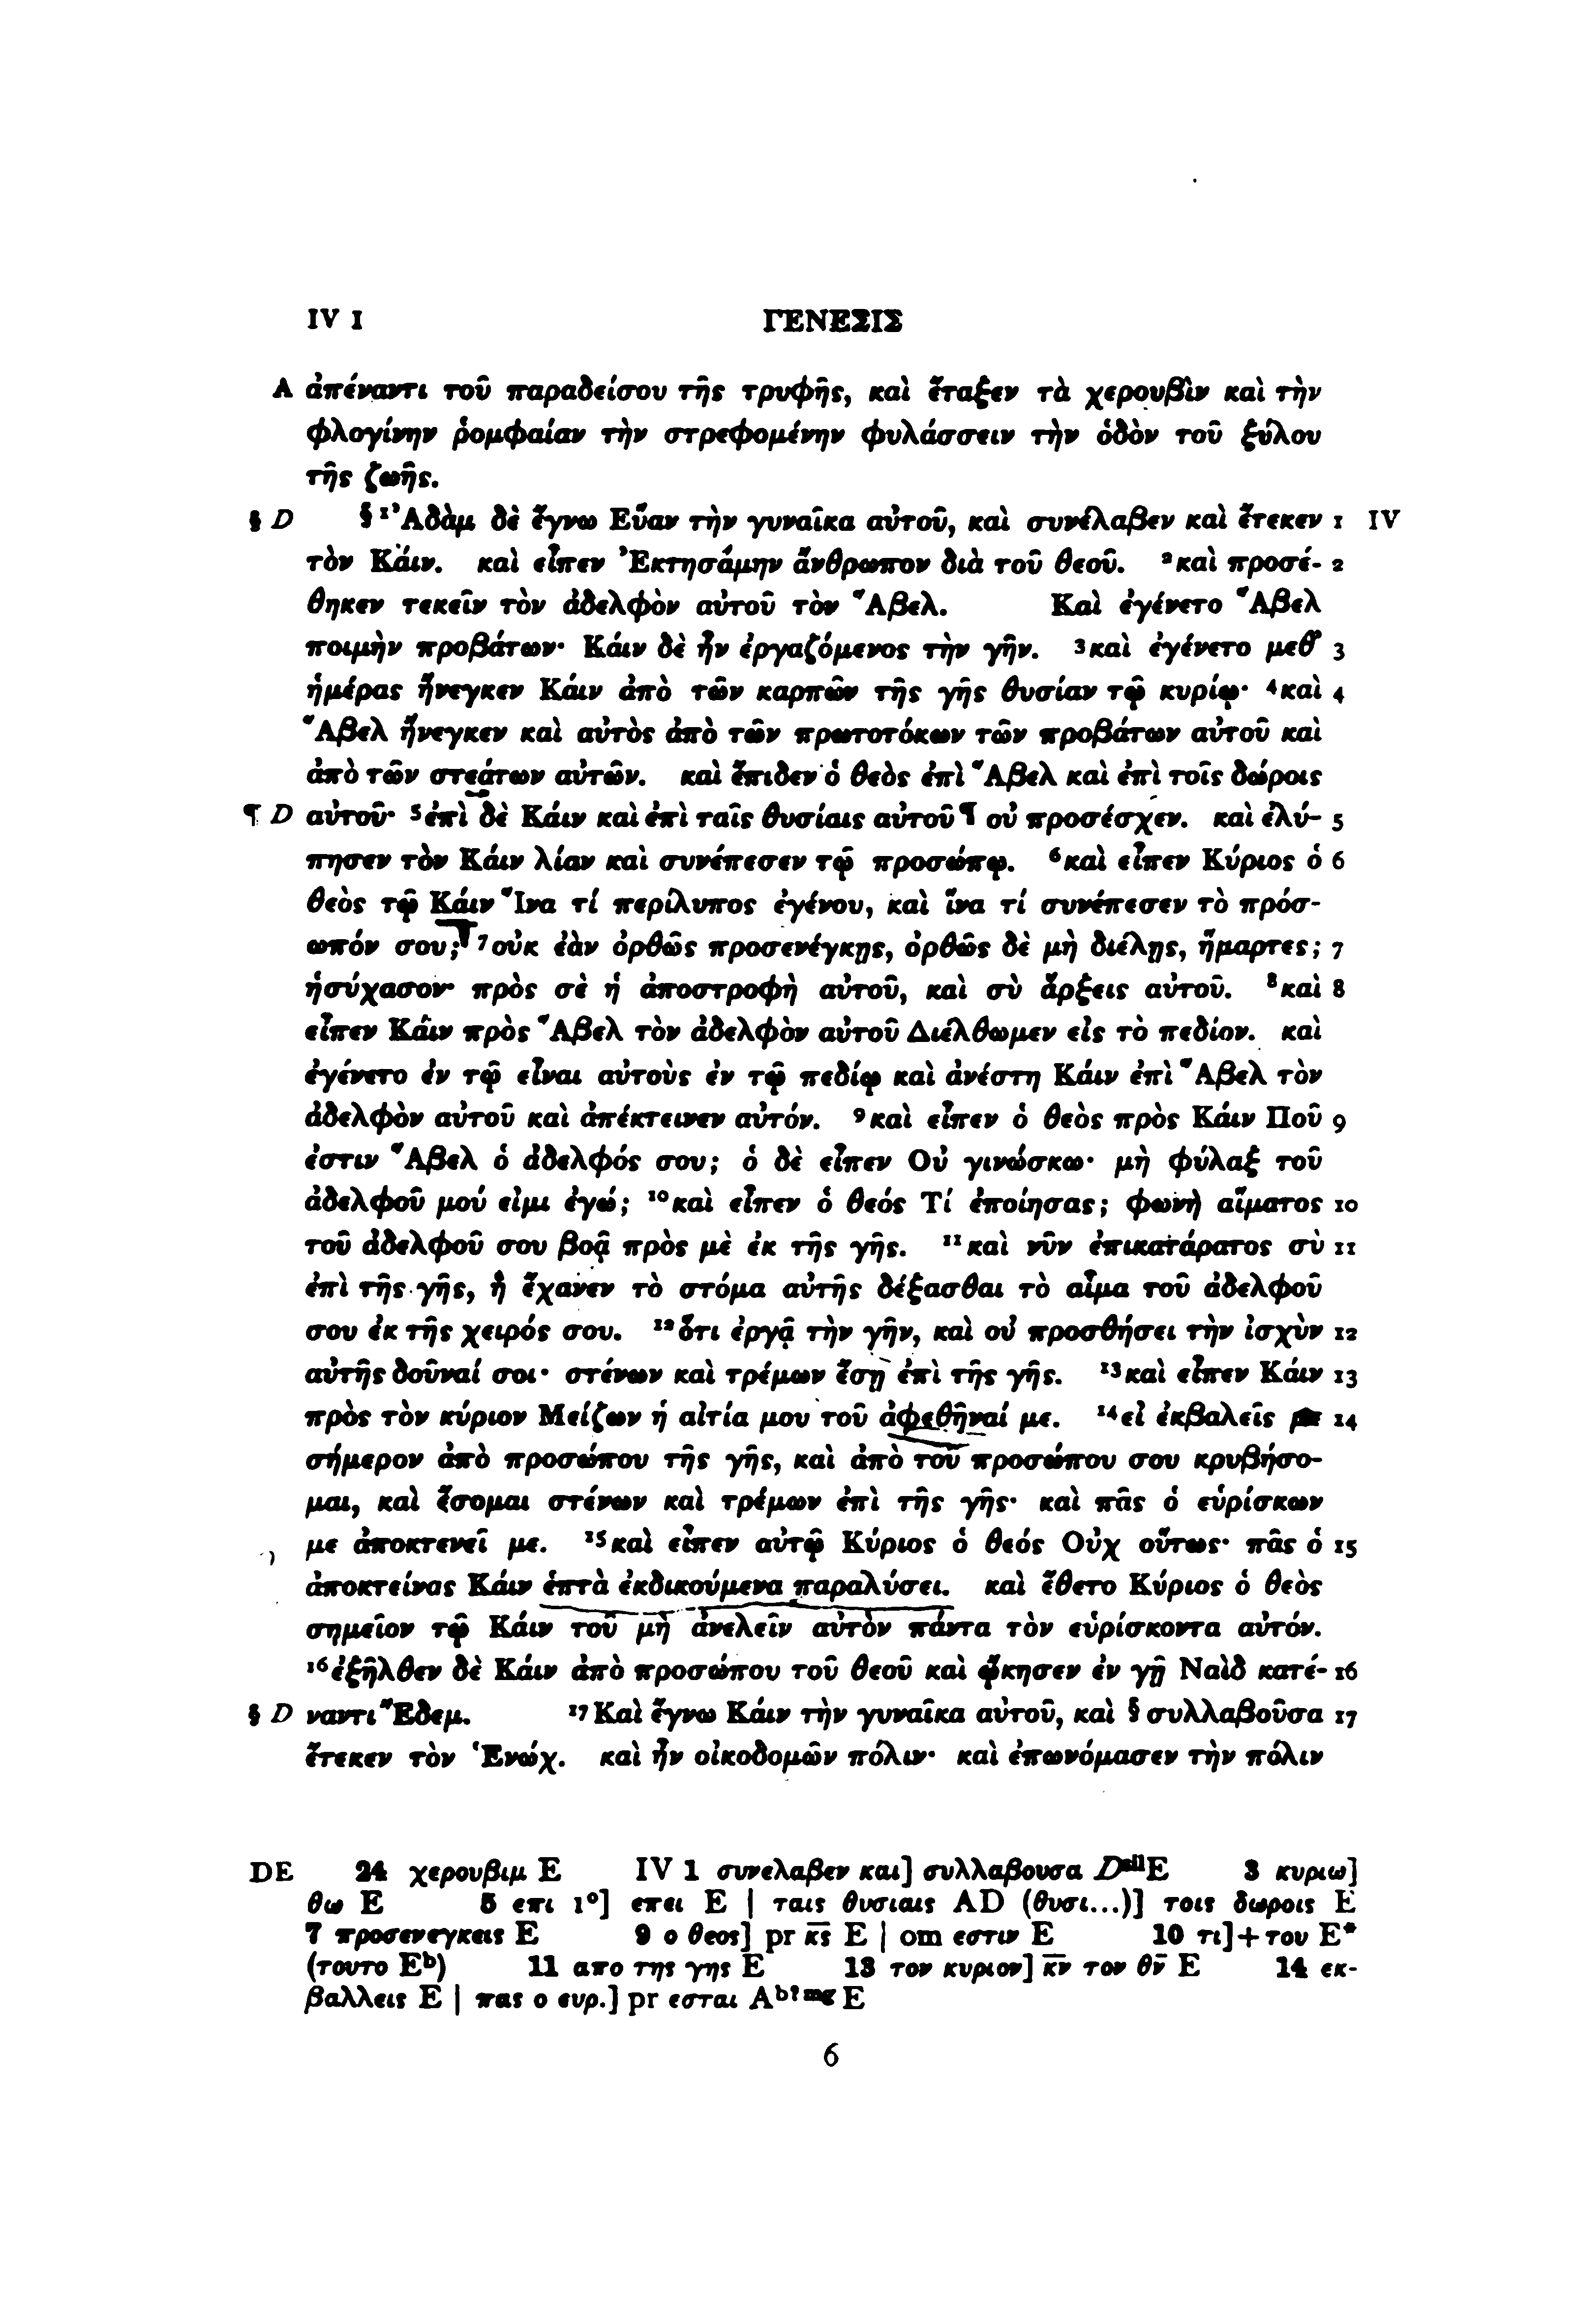 IV 1 ΓΕΝΕΣΙΣ
A ἀπέναντι τοῦ παραδείσου τῆς τρυφῆς, καὶ ἔταξεν τὰ χερουβὶν καὶ τὴν
φλογίνην ῥομφαίαν τὴν στρεφομένην φυλάσσειν τὴν ὁδὸν τοῦ ξύλου
τῆς ζωῆς.
§ D § ¹Ἀδὰμ δὲ ἔγνω Εὕαν τὴν γυναῖκα αὐτοῦ, καὶ συνέλαβεν καὶ ἔτεκεν 1 IV
τὸν Κάιν. καὶ εἶπεν Ἐκτησάμην ἄνθρωπον διὰ τοῦ θεοῦ. ²καὶ προσέ- 2
θηκεν τεκεῖν τὸν ἀδελφὸν αὐτοῦ τὸν Ἅβελ. Καὶ ἐγένετο Ἅβελ
ποιμὴν προβάτων· Κάιν δὲ ἦν ἐργαζόμενος τὴν γῆν. ³καὶ ἐγένετο μεθ᾽ 3
ἡμέρας ἤνεγκεν Κάιν ἀπὸ τῶν καρπῶν τῆς γῆς θυσίαν τῷ κυρίῳ· ⁴καὶ 4
Ἅβελ ἤνεγκεν καὶ αὐτὸς ἀπὸ τῶν πρωτοτόκων τῶν προβάτων αὐτοῦ καὶ
ἀπὸ τῶν στεάτων αὐτῶν. καὶ ἔπιδεν ὁ θεὸς ἐπὶ Ἅβελ καὶ ἐπὶ τοῖς δώροις
¶ D αὐτοῦ· ⁵ἐπὶ δὲ Κάιν καὶ ἐπὶ ταῖς θυσίαις αὐτοῦ ¶ οὐ προσέσχεν. καὶ ἐλύ- 5
πησεν τὸν Κάιν λίαν καὶ συνέπεσεν τῷ προσώπῳ. ⁶καὶ εἶπεν Κύριος ὁ 6
θεὸς τῷ Κάιν Ἵνα τί περίλυπος ἐγένου, καὶ ἵνα τί συνέπεσεν τὸ πρόσ-
ωπόν σου; ⁷οὐκ ἐὰν ὀρθῶς προσενέγκῃς, ὀρθῶς δὲ μὴ διέλῃς, ἥμαρτες; 7
ἡσύχασον· πρὸς σὲ ἡ ἀποστροφὴ αὐτοῦ, καὶ σὺ ἄρξεις αὐτοῦ. ⁸καὶ 8
εἶπεν Κάιν πρὸς Ἅβελ τὸν ἀδελφὸν αὐτοῦ Διέλθωμεν εἰς τὸ πεδίον. καὶ
ἐγένετο ἐν τῷ εἶναι αὐτοὺς ἐν τῷ πεδίῳ καὶ ἀνέστη Κάιν ἐπὶ Ἅβελ τὸν
ἀδελφὸν αὐτοῦ καὶ ἀπέκτεινεν αὐτόν. ⁹καὶ εἶπεν ὁ θεὸς πρὸς Κάιν Ποῦ 9
ἐστιν Ἅβελ ὁ ἀδελφός σου; ὁ δὲ εἶπεν Οὐ γινώσκω· μὴ φύλαξ τοῦ
ἀδελφοῦ μού εἰμι ἐγώ; ¹⁰καὶ εἶπεν ὁ θεός Τί ἐποίησας; φωνὴ αἵματος 10
τοῦ ἀδελφοῦ σου βοᾷ πρὸς μὲ ἐκ τῆς γῆς. ¹¹καὶ νῦν ἐπικατάρατος σὺ 11
ἐπὶ τῆς γῆς, ἣ ἔχανεν τὸ στόμα αὐτῆς δέξασθαι τὸ αἷμα τοῦ ἀδελφοῦ
σου ἐκ τῆς χειρός σου. ¹²ὅτι ἐργᾷ τὴν γῆν, καὶ οὐ προσθήσει τὴν ἰσχὺν 12
αὐτῆς δοῦναί σοι· στένων καὶ τρέμων ἔσῃ ἐπὶ τῆς γῆς. ¹³καὶ εἶπεν Κάιν 13
πρὸς τὸν κύριον Μείζων ἡ αἰτία μου τοῦ ἀφεθῆναί με. ¹⁴εἰ ἐκβαλεῖς με 14
σήμερον ἀπὸ προσώπου τῆς γῆς, καὶ ἀπὸ τοῦ προσώπου σου κρυβήσο-
μαι, καὶ ἔσομαι στένων καὶ τρέμων ἐπὶ τῆς γῆς· καὶ πᾶς ὁ εὑρίσκων
με ἀποκτενεῖ με. ¹⁵καὶ εἶπεν αὐτῷ Κύριος ὁ θεός Οὐχ οὕτως· πᾶς ὁ 15
ἀποκτείνας Κάιν ἑπτὰ ἐκδικούμενα παραλύσει. καὶ ἔθετο Κύριος ὁ θεὸς
σημεῖον τῷ Κάιν τοῦ μὴ ἀνελεῖν αὐτὸν πάντα τὸν εὑρίσκοντα αὐτόν.
¹⁶ἐξῆλθεν δὲ Κάιν ἀπὸ προσώπου τοῦ θεοῦ καὶ ᾤκησεν ἐν γῇ Ναὶδ κατέ- 16
§ D ναντι Ἔδεμ. ¹⁷Καὶ ἔγνω Κάιν τὴν γυναῖκα αὐτοῦ, καὶ § συλλαβοῦσα 17
ἔτεκεν τὸν Ἑνώχ. καὶ ἦν οἰκοδομῶν πόλιν· καὶ ἐπωνόμασεν τὴν πόλιν
DE 24 χερουβιμ E IV 1 συνελαβεν και] συλλαβουσα Dˢⁱˡ E 3 κυριω]
θω E 5 επι 1°] επει E | ταις θυσιαις AD (θυσι...)] τοις δωροις E
7 προσενεγκεις E 9 ο θεος] pr κ̅ς̅ E | om εστιν E 10 τι]+του E*
(τουτο Eᵇ) 11 απο της γης E 13 τον κυριον] κ̅ν̅ τον θ̅ν̅ E 14 εκ-
βαλλεις E | πας ο ευρ.] pr εσται Aᵇ?ᵐᵍ E
6